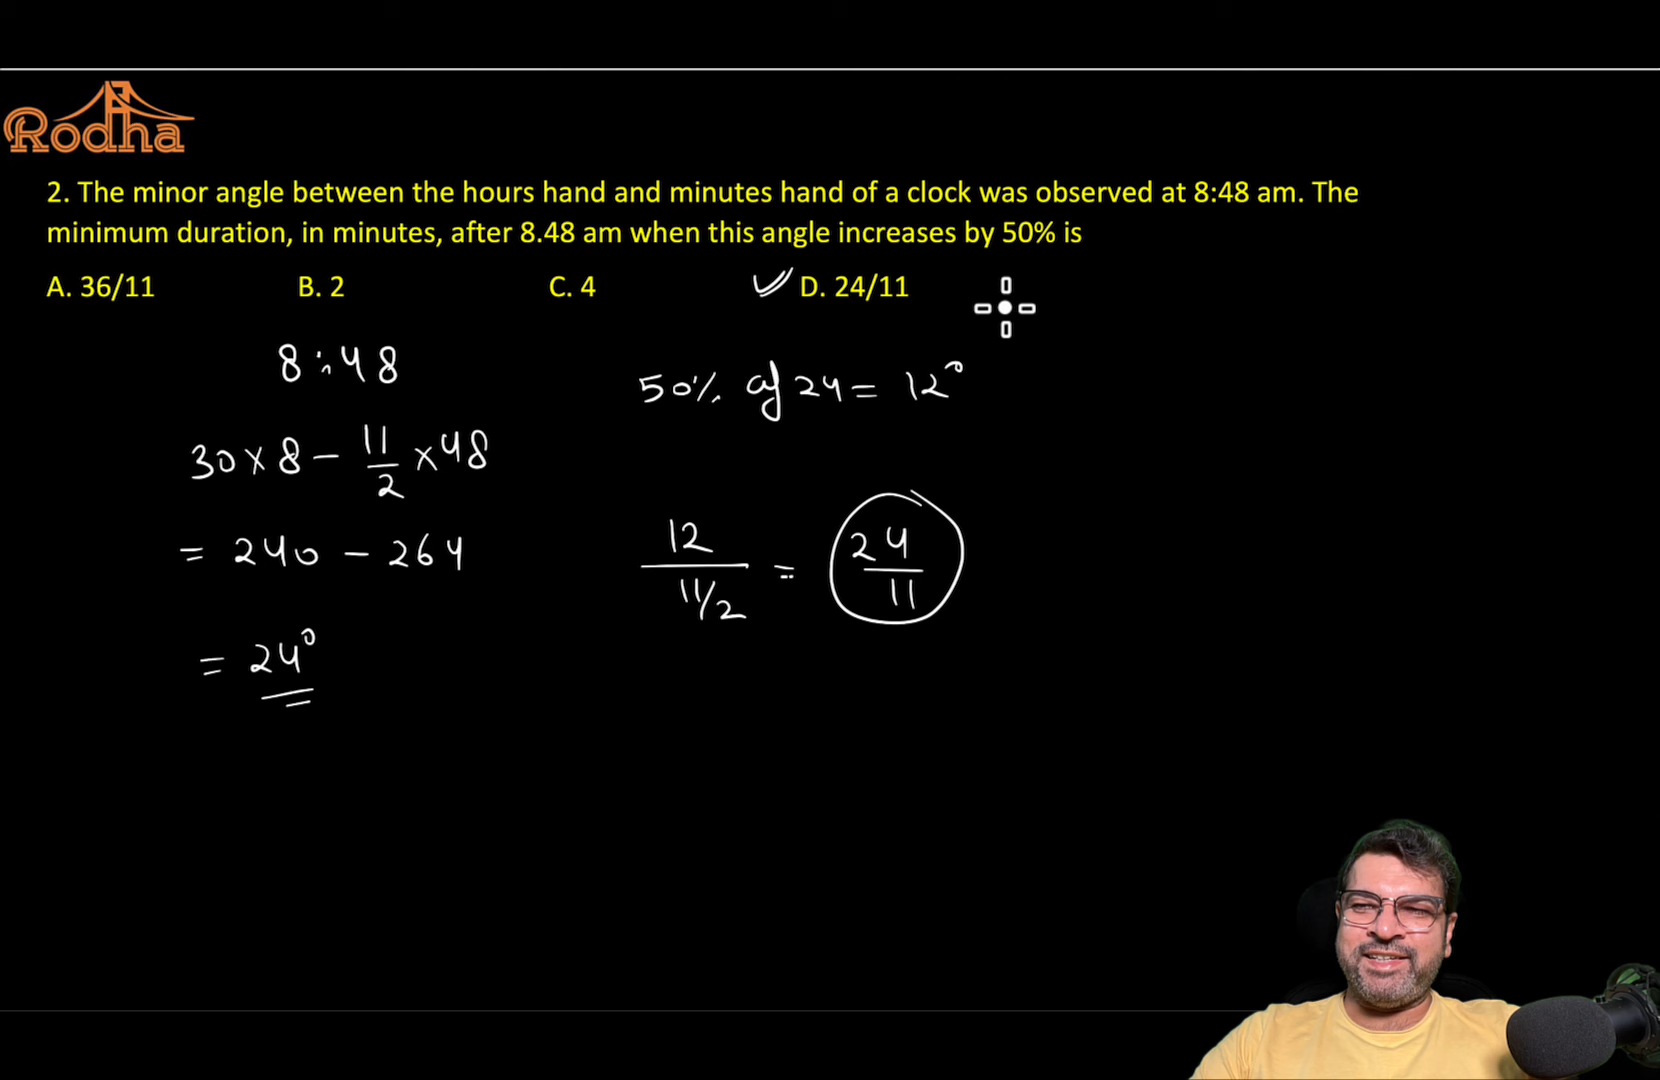 Rodha
2. The minor angle between the hours hand and minutes hand of a clock was observed at 8:48 am. The
minimum duration, in minutes, after 8.48 am when this angle increases by 50% is
A. 36/11 B. 2 C. 4 D. 24/11
8:48
30 × 8 − 11/2 × 48
= 240 − 264
= 24°
50% of 24 = 12°
12/(11/2) = 24/11